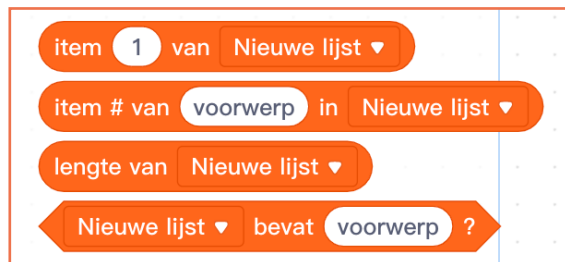 item 1 van Nieuwe lijst
item # van voorwerp in Nieuwe lijst
lengte van Nieuwe lijst
Nieuwe lijst bevat voorwerp ?